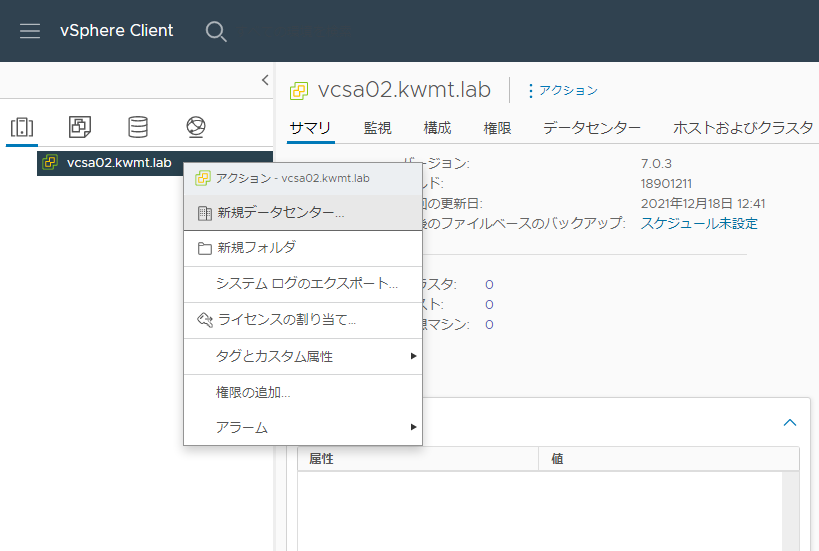 vSphere Client
vcsa02.kwmt.lab
アクション
サマリ 監視 構成 権限 データセンター ホストおよびクラスタ
vcsa02.kwmt.lab
アクション - vcsa02.kwmt.lab
新規データセンター...
新規フォルダ
システム ログのエクスポート...
ライセンスの割り当て...
タグとカスタム属性
権限の追加...
アラーム
バージョン: 7.0.3
ルド: 18901211
回の更新日: 2021年12月18日 12:41
後のファイルベースのバックアップ: スケジュール未設定
ラスタ: 0
スト: 0
想マシン: 0
属性 値